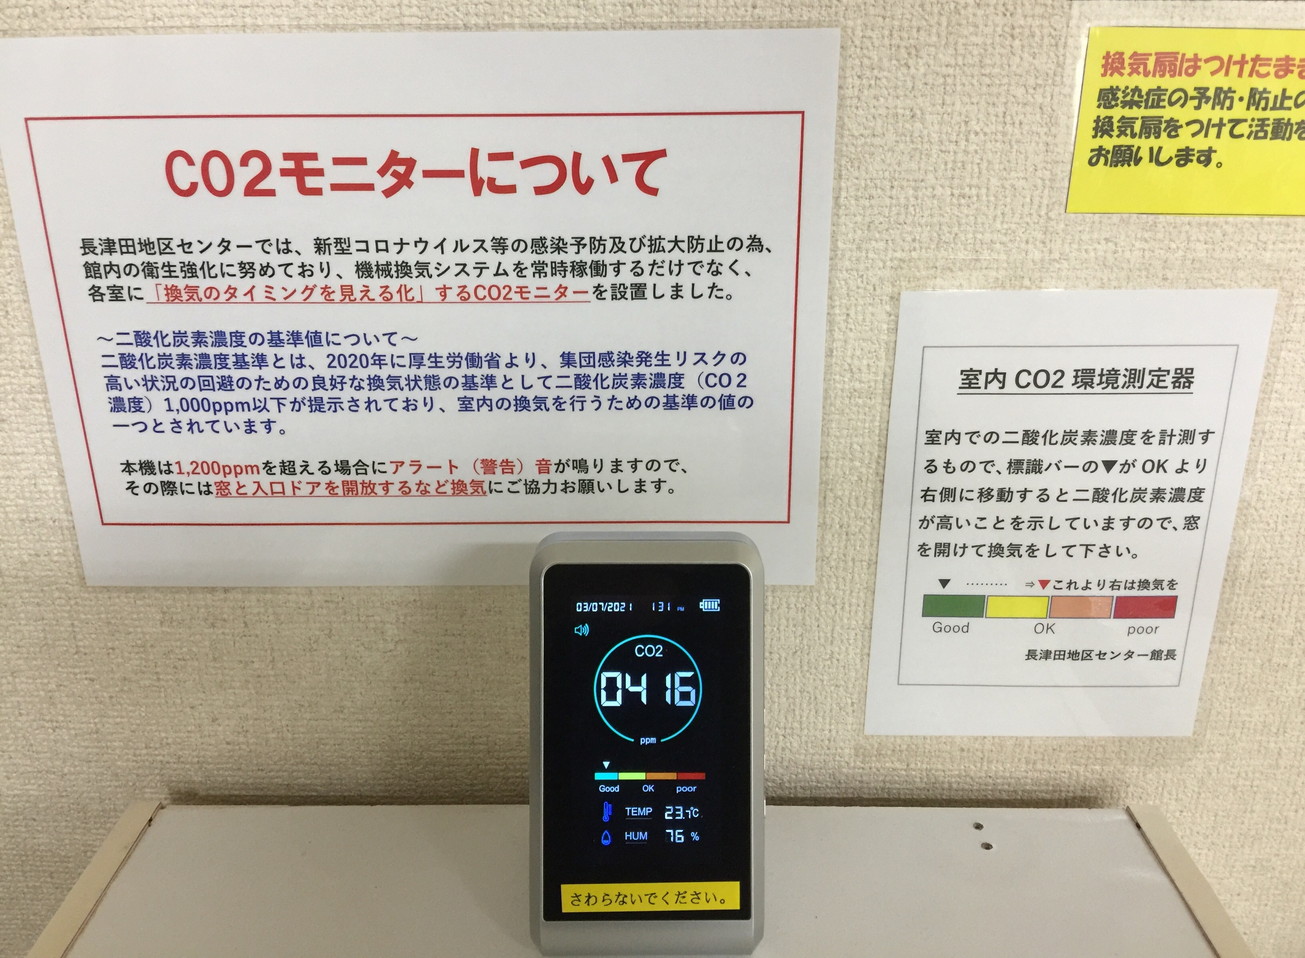 CO2モニターについて
長津田地区センターでは、新型コロナウイルス等の感染予防及び拡大防止の為、
館内の衛生強化に努めており、機械換気システムを常時稼働するだけでなく、
各室に「換気のタイミングを見える化」するCO2モニターを設置しました。
～二酸化炭素濃度の基準値について～
二酸化炭素濃度基準とは、2020年に厚生労働省より、集団感染発生リスクの
高い状況の回避のための良好な換気状態の基準として二酸化炭素濃度（CO２
濃度）1,000ppm以下が提示されており、室内の換気を行うための基準の値の
一つとされています。
本機は1,200ppmを超える場合にアラート（警告）音が鳴りますので、
その際には窓と入口ドアを開放するなど換気にご協力お願いします。
換気扇はつけたまま
感染症の予防・防止の
換気扇をつけて活動を
お願いします。
室内 CO2 環境測定器
室内での二酸化炭素濃度を計測す
るもので、標識バーの▼が OK より
右側に移動すると二酸化炭素濃度
が高いことを示していますので、窓
を開けて換気をして下さい。
▼ ……… ⇒▼これより右は換気を
Good OK poor
長津田地区センター館長
03/07/2021 1:31 PM
CO2
0416
ppm
Good OK poor
TEMP 23.7℃
HUM 76 %
さわらないでください。